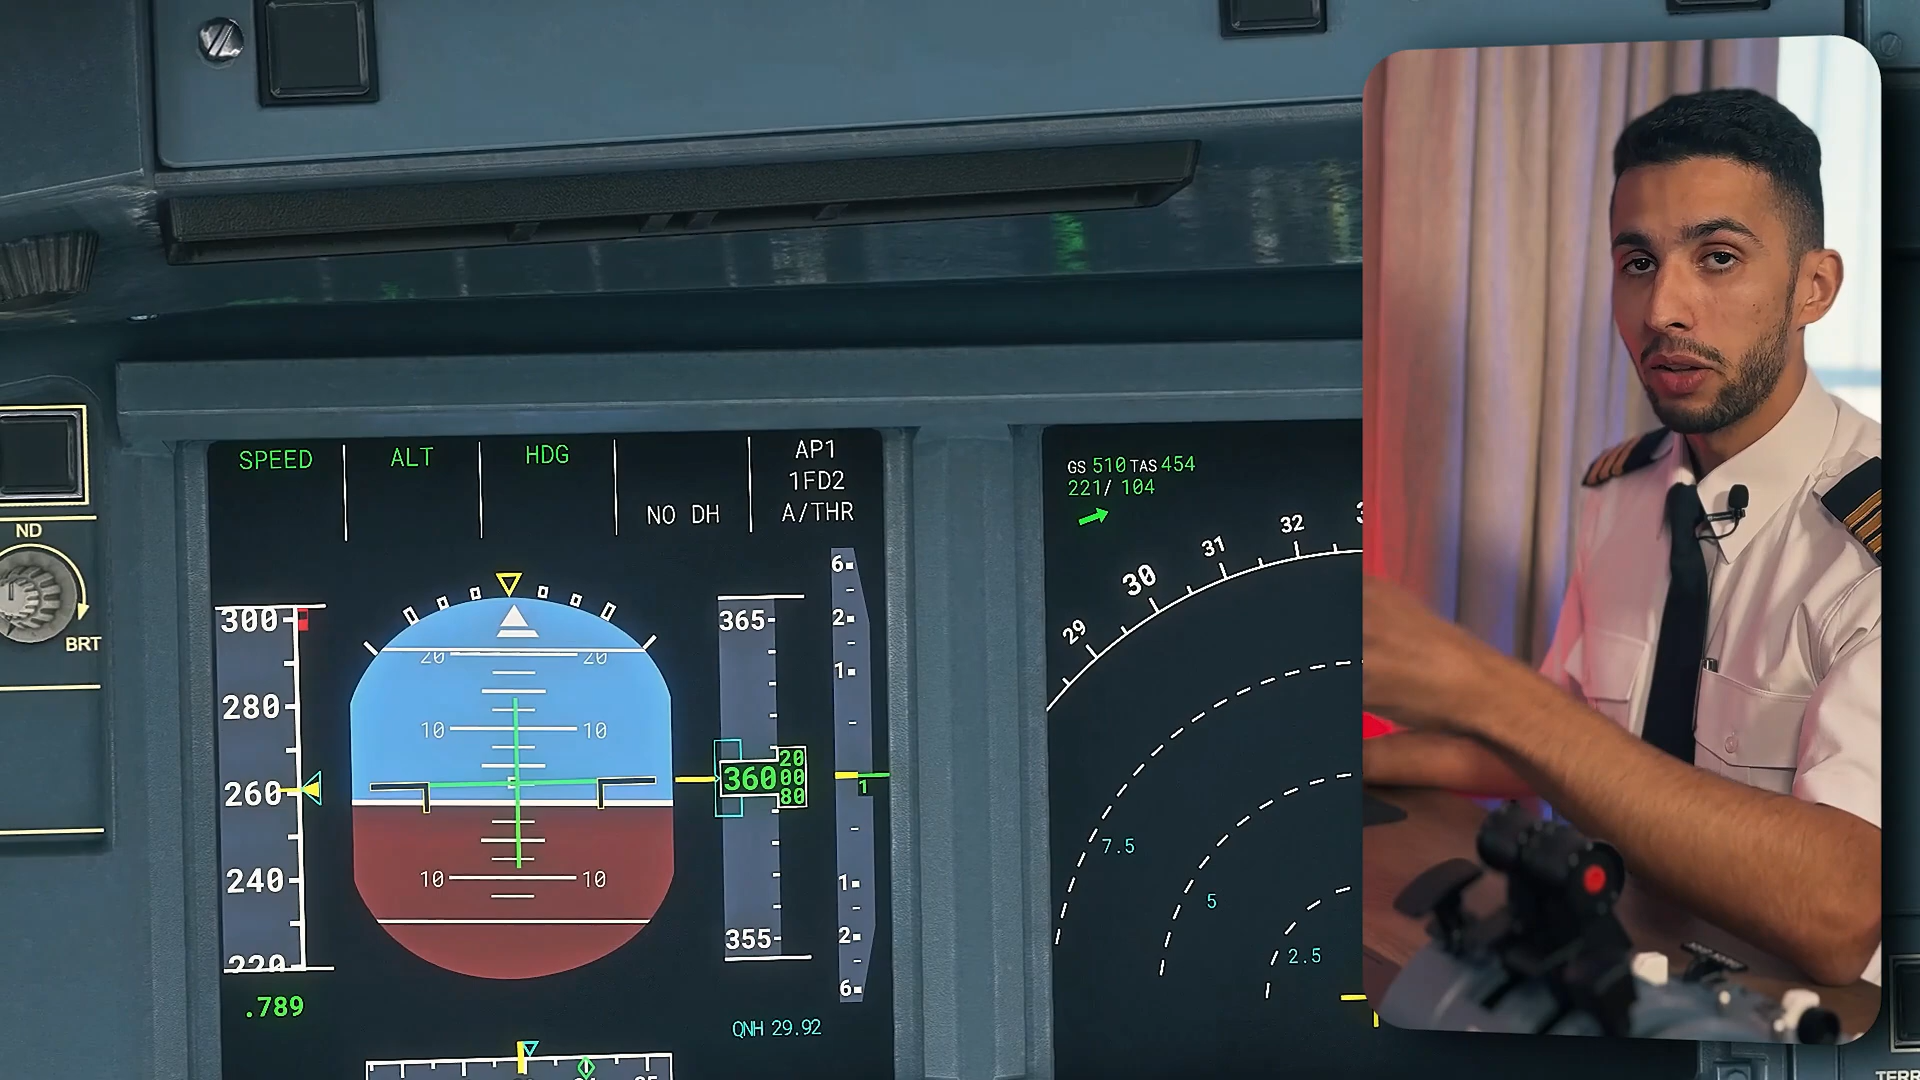 SPEED
ALT
HDG
NO DH
AP1
1FD2
A/THR
GS 510 TAS 454
221/ 104
ND
BRT
300
280
260
240
220
.789
20 20
10 10
10 10
365
360
20
00
80
355
6
2
1
1
1
2
6
QNH 29.92
29
30
31
32
7.5
5
2.5